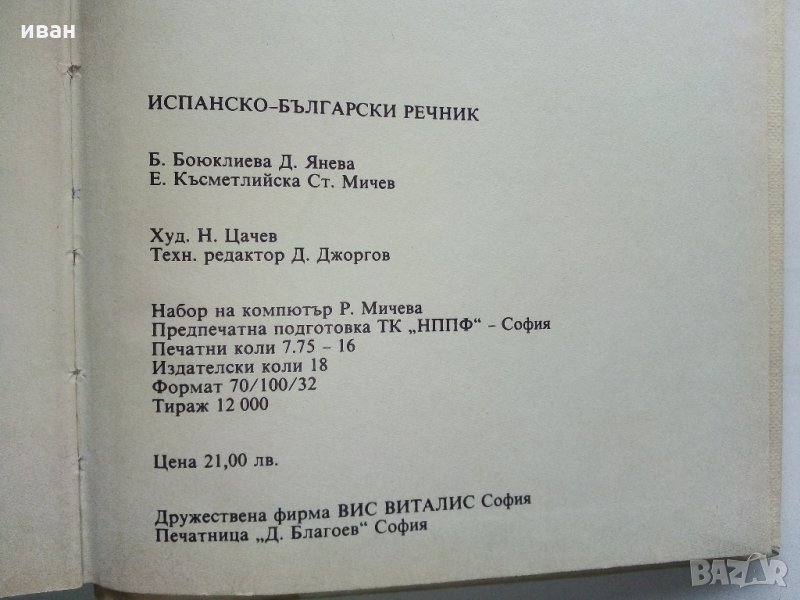 иван
ИСПАНСКО-БЪЛГАРСКИ РЕЧНИК
Б. Боюклиева Д. Янева
Е. Късметлийска Ст. Мичев
Худ. Н. Цачев
Техн. редактор Д. Джоргов
Набор на компютър Р. Мичева
Предпечатна подготовка ТК „НППФ“ - София
Печатни коли 7.75 - 16
Издателски коли 18
Формат 70/100/32
Тираж 12 000
Цена 21,00 лв.
Дружествена фирма ВИС ВИТАЛИС София
Печатница „Д. Благоев“ София
BAZAR